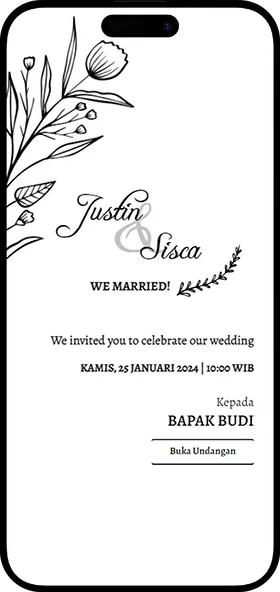 Justin
&
Sisca
WE MARRIED!
We invited you to celebrate our wedding
KAMIS, 25 JANUARI 2024 | 10:00 WIB
Kepada
BAPAK BUDI
Buka Undangan